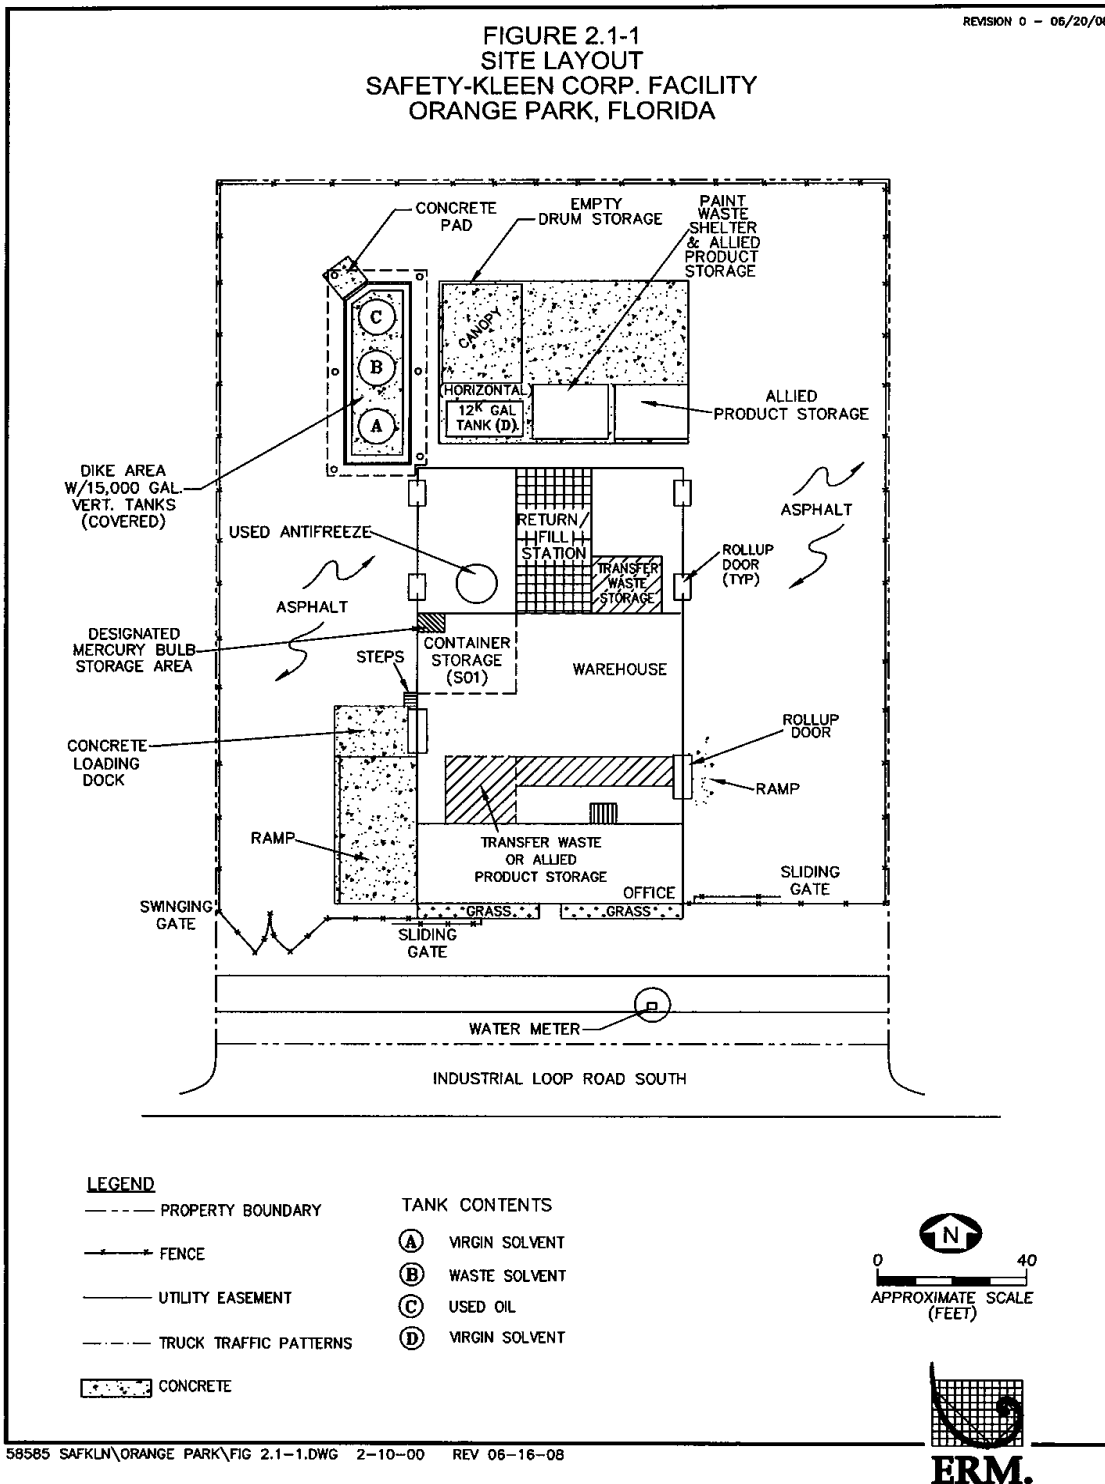 REVISION 0 - 06/20/08
FIGURE 2.1-1
SITE LAYOUT
SAFETY-KLEEN CORP. FACILITY
ORANGE PARK, FLORIDA
CONCRETE
PAD
EMPTY
DRUM STORAGE
PAINT
WASTE
SHELTER
& ALLIED
PRODUCT
STORAGE
C
B
A
CANOPY
(HORIZONTAL)
12K GAL
TANK (D)
ALLIED
PRODUCT STORAGE
DIKE AREA
W/15,000 GAL.
VERT. TANKS
(COVERED)
USED ANTIFREEZE
RETURN/
FILL
STATION
TRANSFER
WASTE
STORAGE
ROLLUP
DOOR
(TYP)
ASPHALT
ASPHALT
DESIGNATED
MERCURY BULB
STORAGE AREA
STEPS
CONTAINER
STORAGE
(S01)
WAREHOUSE
CONCRETE
LOADING
DOCK
ROLLUP
DOOR
RAMP
RAMP
TRANSFER WASTE
OR ALLIED
PRODUCT STORAGE
OFFICE
SLIDING
GATE
SWINGING
GATE
GRASS
GRASS
SLIDING
GATE
WATER METER
INDUSTRIAL LOOP ROAD SOUTH
LEGEND
PROPERTY BOUNDARY
FENCE
UTILITY EASEMENT
TRUCK TRAFFIC PATTERNS
CONCRETE
TANK CONTENTS
A VIRGIN SOLVENT
B WASTE SOLVENT
C USED OIL
D VIRGIN SOLVENT
N
0 40
APPROXIMATE SCALE
(FEET)
58585 SAFKLN\ORANGE PARK\FIG 2.1-1.DWG 2-10-00 REV 06-16-08
ERM.